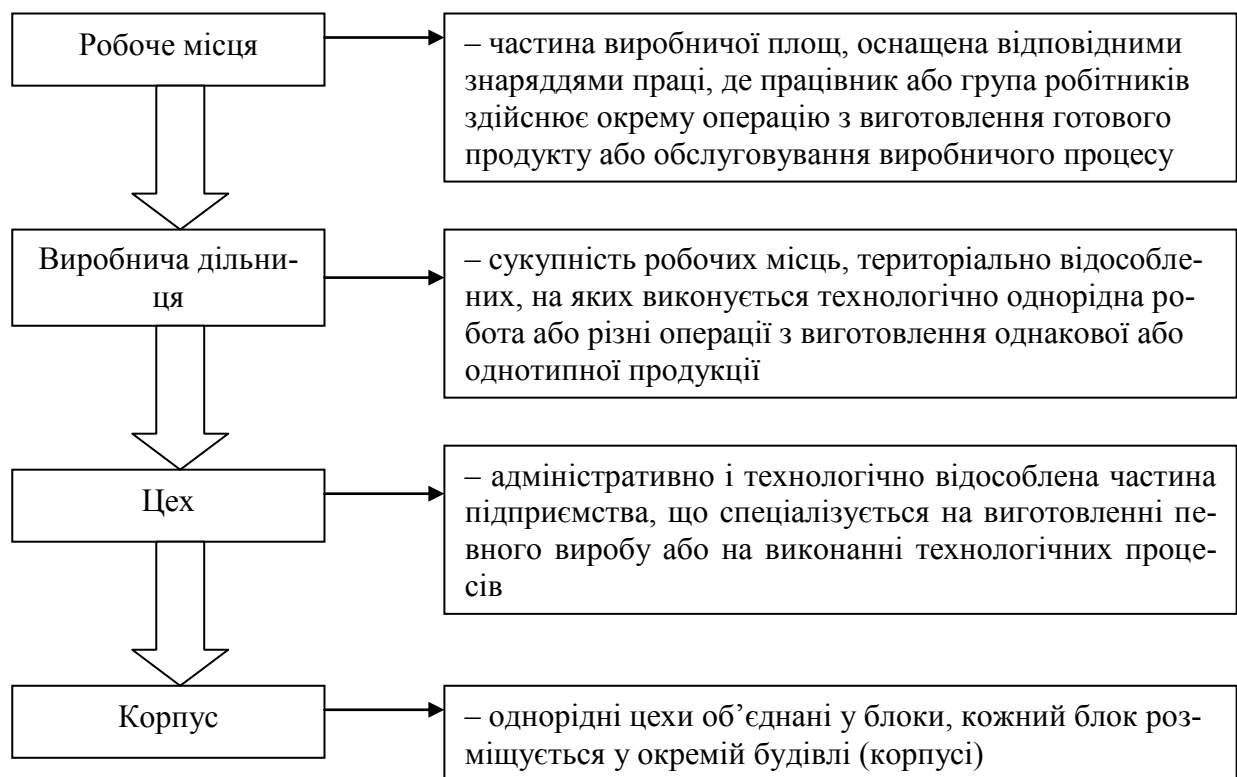 Робоче місця
– частина виробничої площ, оснащена відповідними
знаряддями праці, де працівник або група робітників
здійснює окрему операцію з виготовлення готового
продукту або обслуговування виробничого процесу
Виробнича дільни-
ця
– сукупність робочих місць, територіально відособле-
них, на яких виконується технологічно однорідна ро-
бота або різні операції з виготовлення однакової або
однотипної продукції
Цех
– адміністративно і технологічно відособлена частина
підприємства, що спеціалізується на виготовленні пе-
вного виробу або на виконанні технологічних проце-
сів
Корпус
– однорідні цехи об’єднані у блоки, кожний блок роз-
міщується у окремій будівлі (корпусі)